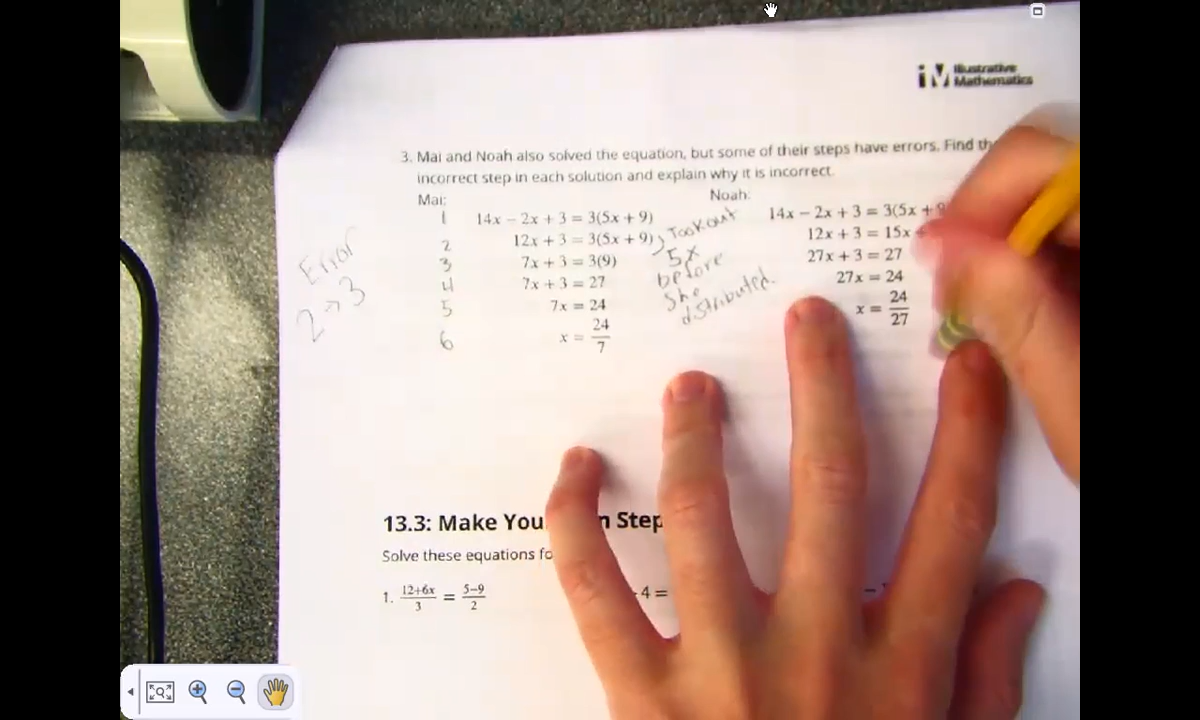 Illustrative
Mathematics
3. Mai and Noah also solved the equation, but some of their steps have errors. Find
incorrect step in each solution and explain why it is incorrect.
Mai:
1 14x − 2x + 3 = 3(5x + 9)
2 12x + 3 = 3(5x + 9)
3 7x + 3 = 3(9)
4 7x + 3 = 27
5 7x = 24
6 x = 24/7
Error
2 → 3
Took out
5x
before
she
distributed.
Noah:
14x − 2x + 3 = 3(5x + 9
12x + 3 = 15x +
27x + 3 = 27
27x = 24
x = 24/27
13.3: Make You n Step
Solve these equations fo
1. 12+6x/3 = 5−9/2
4 =